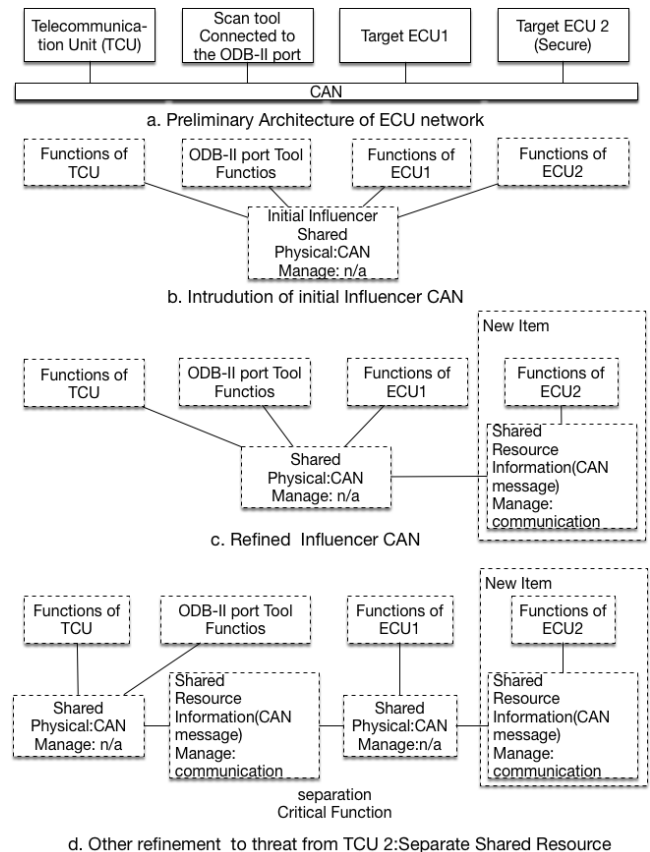 Telecommunica-
tion Unit (TCU)
Scan tool
Connected to
the ODB-II port
Target ECU1
Target ECU 2
(Secure)
CAN
a. Preliminary Architecture of ECU network
Functions of
TCU
ODB-II port Tool
Functios
Functions of
ECU1
Functions of
ECU2
Initial Influencer
Shared
Physical:CAN
Manage: n/a
b. Intrudution of initial Influencer CAN
New Item
Functions of
TCU
ODB-II port Tool
Functios
Functions of
ECU1
Functions of
ECU2
Shared
Physical:CAN
Manage: n/a
Shared
Resource
Information(CAN
message)
Manage:
communication
c. Refined Influencer CAN
New Item
Functions of
TCU
ODB-II port Tool
Functios
Functions of
ECU1
Functions of
ECU2
Shared
Physical:CAN
Manage: n/a
Shared
Resource
Information(CAN
message)
Manage:
communication
Shared
Physical:CAN
Manage:n/a
Shared
Resource
Information(CAN
message)
Manage:
communication
separation
Critical Function
d. Other refinement to threat from TCU 2:Separate Shared Resource